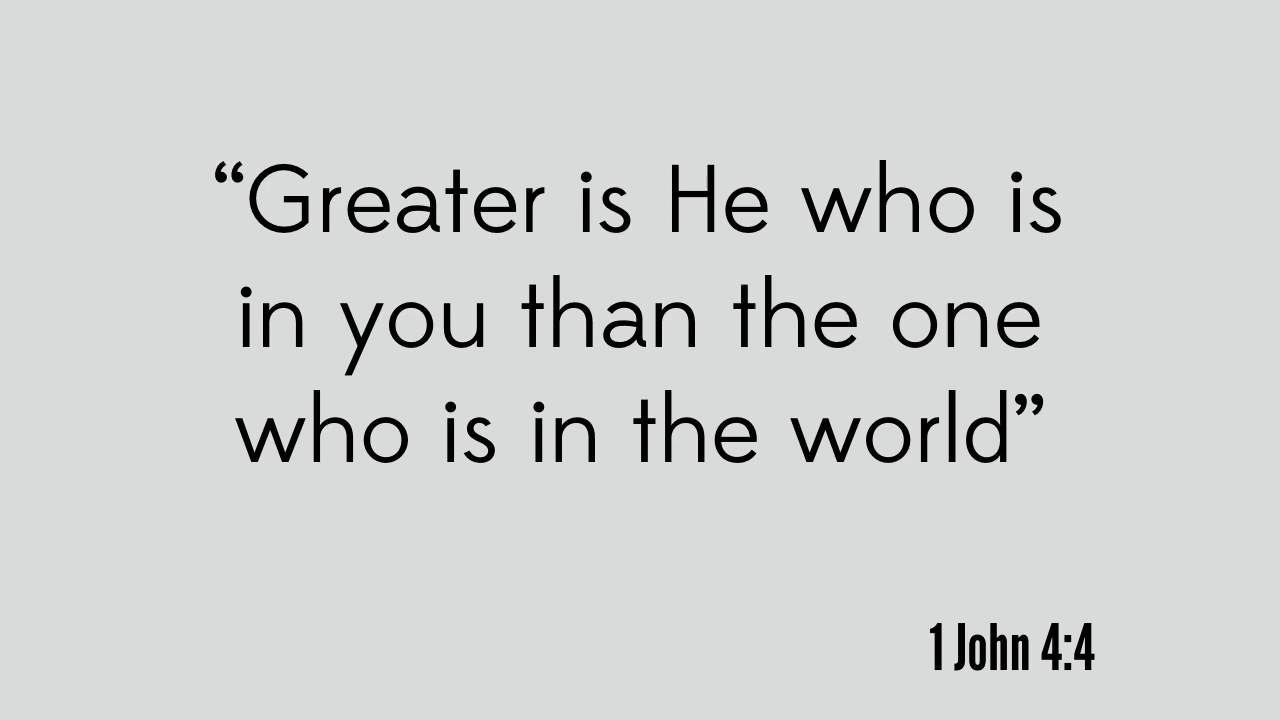 “Greater is He who is
in you than the one
who is in the world”
1 John 4:4